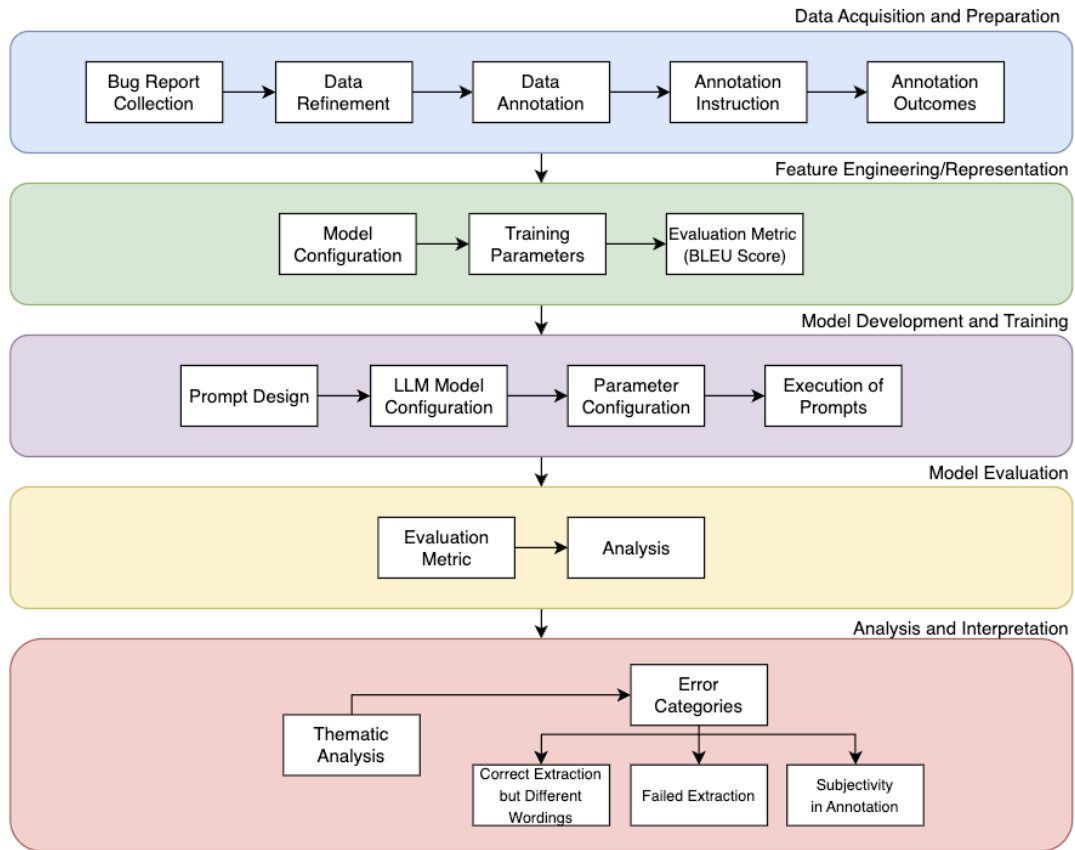 Data Acquisition and Preparation
Bug Report
Collection
Data
Refinement
Data
Annotation
Annotation
Instruction
Annotation
Outcomes
Feature Engineering/Representation
Model
Configuration
Training
Parameters
Evaluation Metric
(BLEU Score)
Model Development and Training
Prompt Design
LLM Model
Configuration
Parameter
Configuration
Execution of
Prompts
Model Evaluation
Evaluation
Metric
Analysis
Analysis and Interpretation
Error
Categories
Thematic
Analysis
Correct Extraction
but Different
Wordings
Failed Extraction
Subjectivity
in Annotation